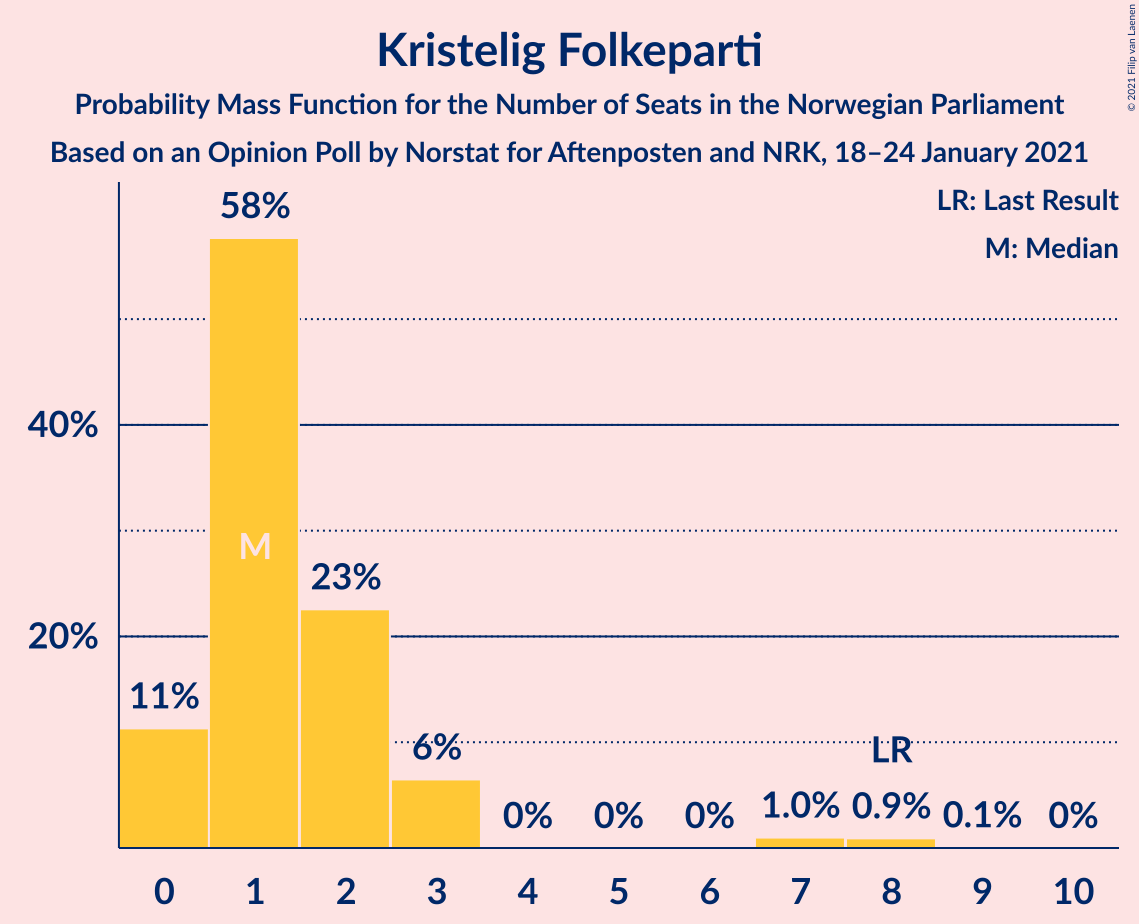 Kristelig Folkeparti
Probability Mass Function for the Number of Seats in the Norwegian Parliament
Based on an Opinion Poll by Norstat for Aftenposten and NRK, 18–24 January 2021
© 2021 Filip van Laenen
LR: Last Result
M: Median
58%
40%
M
23%
20%
11%
6%
LR
0% 0% 0% 1.0% 0.9% 0.1% 0%
0 1 2 3 4 5 6 7 8 9 10